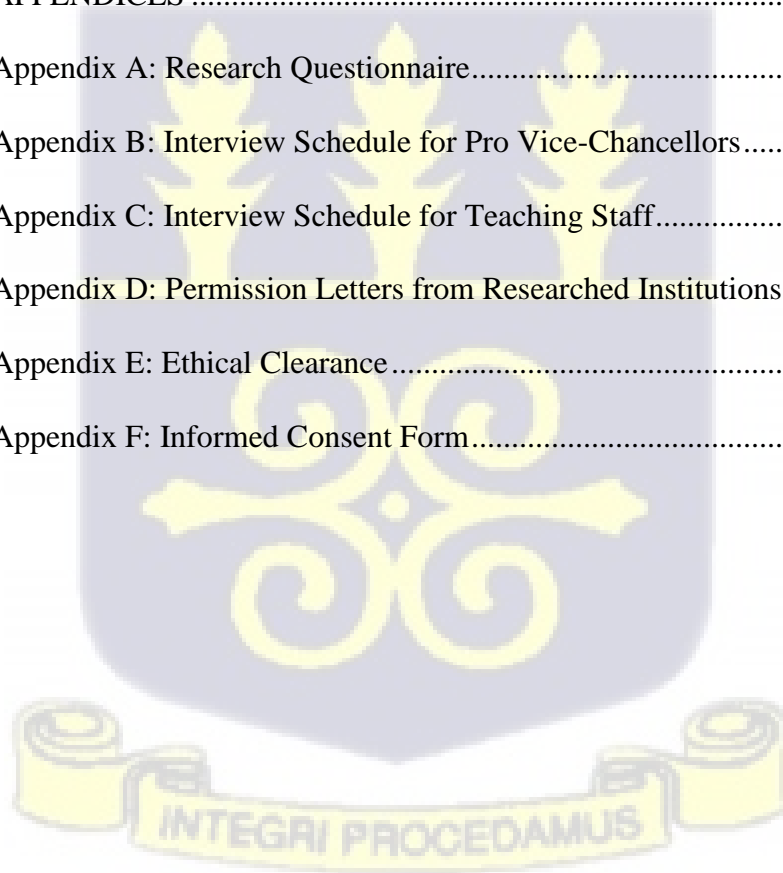 APPENDICES ...............................................................................
Appendix A: Research Questionnaire.......................................
Appendix B: Interview Schedule for Pro Vice-Chancellors.....
Appendix C: Interview Schedule for Teaching Staff................
Appendix D: Permission Letters from Researched Institutions
Appendix E: Ethical Clearance.................................................
Appendix F: Informed Consent Form.......................................
INTEGRI PROCEDAMUS